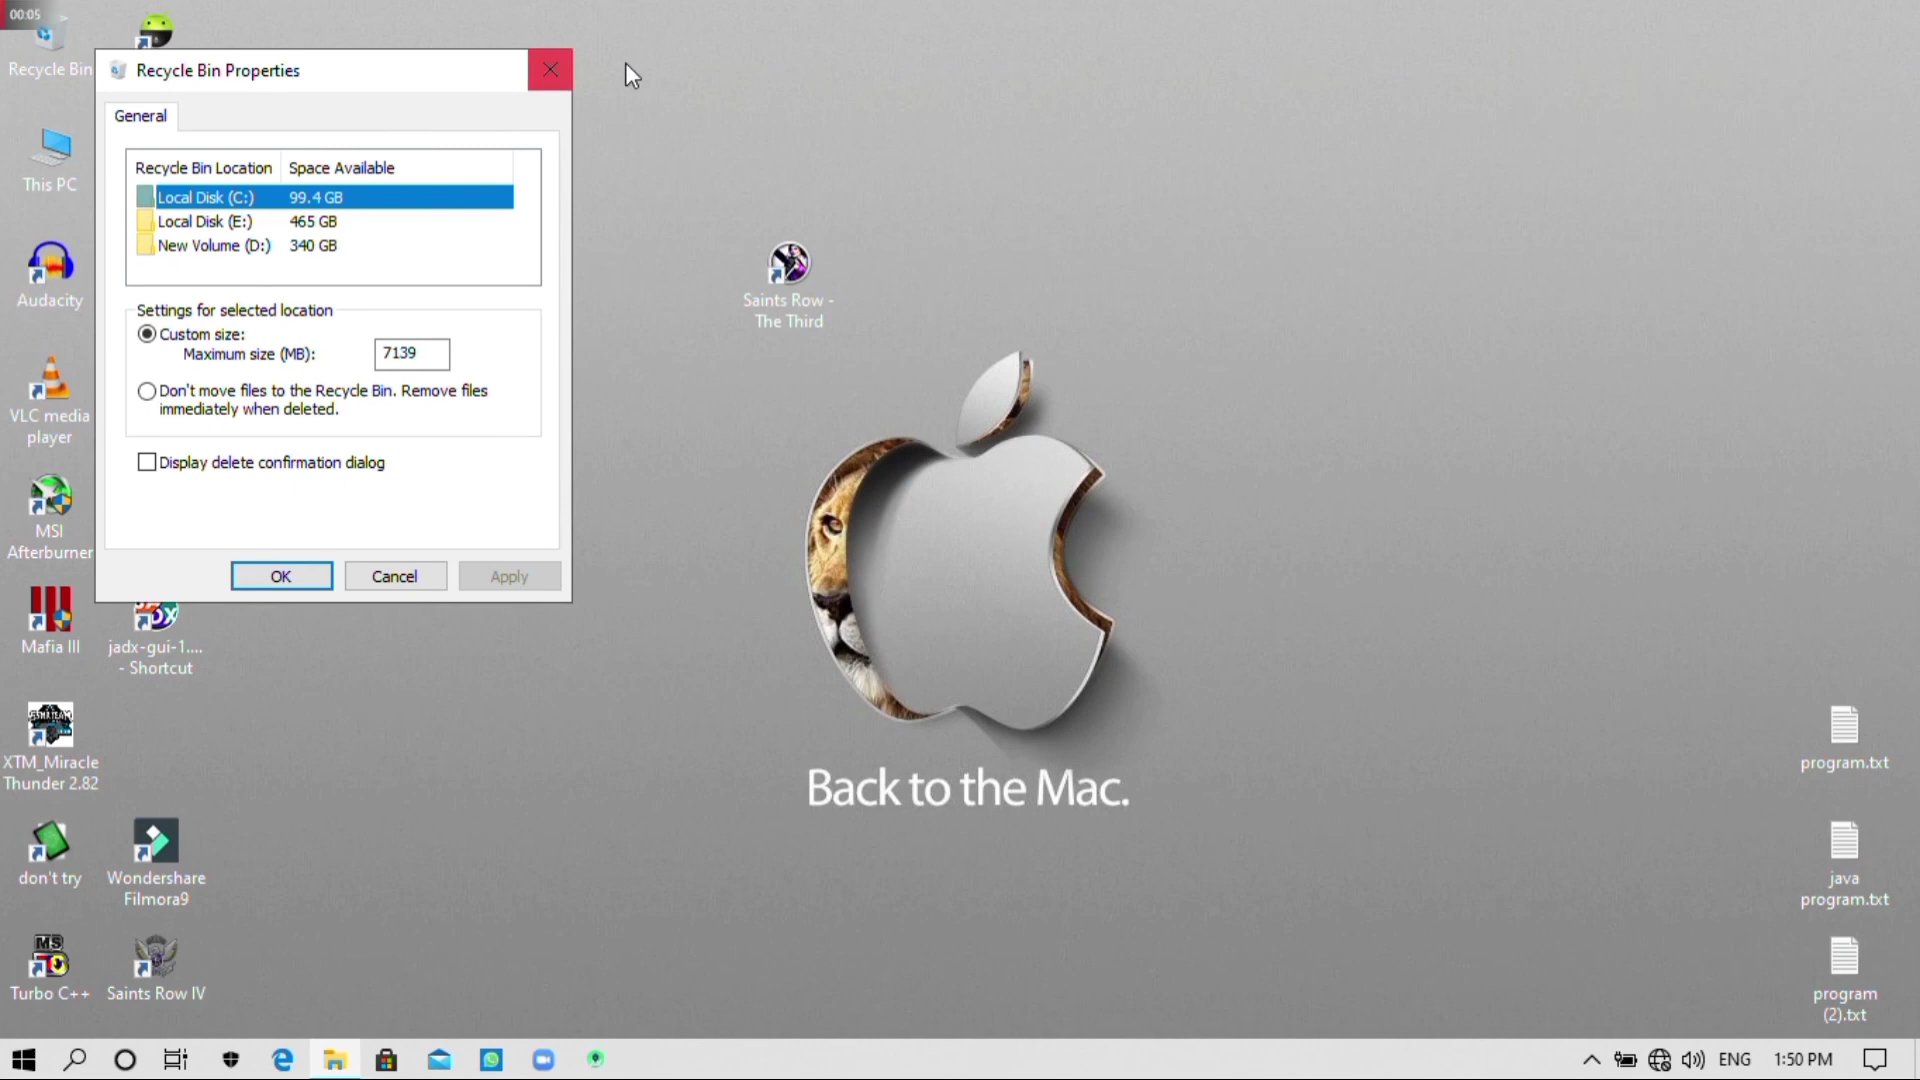 00:05
Recycle Bin
Recycle Bin Properties
General
Recycle Bin Location Space Available
Local Disk (C:) 99.4 GB
Local Disk (E:) 465 GB
New Volume (D:) 340 GB
Settings for selected location
Custom size:
Maximum size (MB): 7139
Don't move files to the Recycle Bin. Remove files
immediately when deleted.
Display delete confirmation dialog
OK Cancel Apply
This PC
Audacity
VLC media
player
MSI
Afterburner
Mafia III
jadx-gui-1....
- Shortcut
XTM_Miracle
Thunder 2.82
don't try
Wondershare
Filmora9
MS
Turbo C++
Saints Row IV
Saints Row -
The Third
Back to the Mac.
program.txt
java
program.txt
program
(2).txt
ENG 1:50 PM